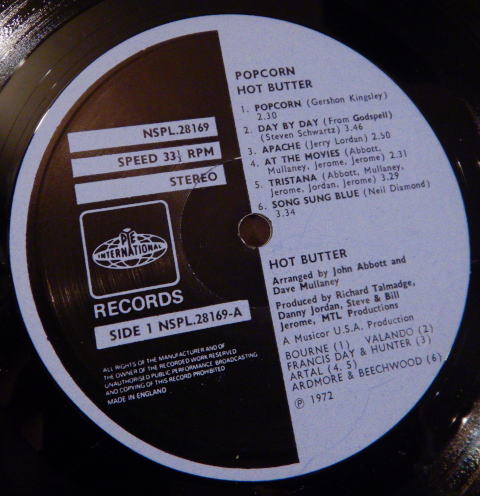 POPCORN
HOT BUTTER
1. POPCORN (Gershon Kingsley)
2.30
2. DAY BY DAY (From Godspell)
(Steven Schwartz) 3.46
3. APACHE (Jerry Lordan) 2.50
4. AT THE MOVIES (Abbott,
Mullaney, Jerome, Jerome) 2.31
5. TRISTANA (Abbott, Mullaney,
Jerome, Jordan, Jerome) 3.29
6. SONG SUNG BLUE (Neil Diamond)
3.34
NSPL.28169
SPEED 33⅓ RPM
STEREO
PYE
INTERNATIONAL
RECORDS
SIDE 1 NSPL.28169-A
ALL RIGHTS OF THE MANUFACTURER AND OF
THE OWNER OF THE RECORDED WORK RESERVED
UNAUTHORISED PUBLIC PERFORMANCE BROADCASTING
AND COPYING OF THIS RECORD PROHIBITED
MADE IN ENGLAND
HOT BUTTER
Arranged by John Abbott and
Dave Mullaney
Produced by Richard Talmadge,
Danny Jordan, Steve & Bill
Jerome, MTL Productions
A Musicor U.S.A. Production
BOURNE (1) VALANDO (2)
FRANCIS DAY & HUNTER (3)
ARTAL (4, 5)
ARDMORE & BEECHWOOD (6)
℗ 1972